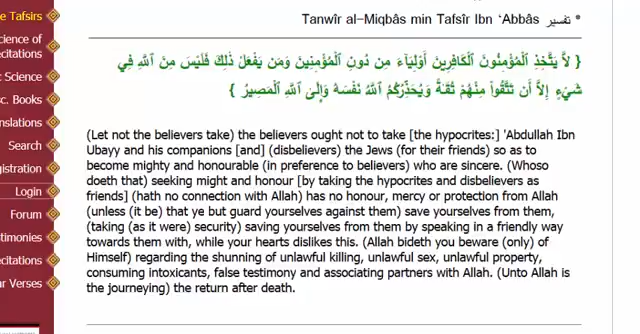 e Tafsirs
* تفسير Tanwîr al-Miqbâs min Tafsîr Ibn ‘Abbâs
cience of
ecitations
{ لاَّ يَتَّخِذِ ٱلْمُؤْمِنُونَ ٱلْكَافِرِينَ أَوْلِيَآءَ مِن دُونِ ٱلْمُؤْمِنِينَ وَمَن يَفْعَلْ ذٰلِكَ فَلَيْسَ مِنَ ٱللَّهِ فِي
شَيْءٍ إِلاَّ أَن تَتَّقُواْ مِنْهُمْ تُقَـٰةً وَيُحَذِّرُكُمُ ٱللَّهُ نَفْسَهُ وَإِلَىٰ ٱللَّهِ ٱلْمَصِيرُ }
c Science
sc. Books
nslations
Search
gistration
Login
Forum
timonies
ecitations
ar Verses
(Let not the believers take) the believers ought not to take [the hypocrites:] 'Abdullah Ibn
Ubayy and his companions [and] (disbelievers) the Jews (for their friends) so as to
become mighty and honourable (in preference to believers) who are sincere. (Whoso
doeth that) seeking might and honour [by taking the hypocrites and disbelievers as
friends] (hath no connection with Allah) has no honour, mercy or protection from Allah
(unless (it be) that ye but guard yourselves against them) save yourselves from them,
(taking (as it were) security) saving yourselves from them by speaking in a friendly way
towards them with, while your hearts dislikes this. (Allah bideth you beware (only) of
Himself) regarding the shunning of unlawful killing, unlawful sex, unlawful property,
consuming intoxicants, false testimony and associating partners with Allah. (Unto Allah is
the journeying) the return after death.